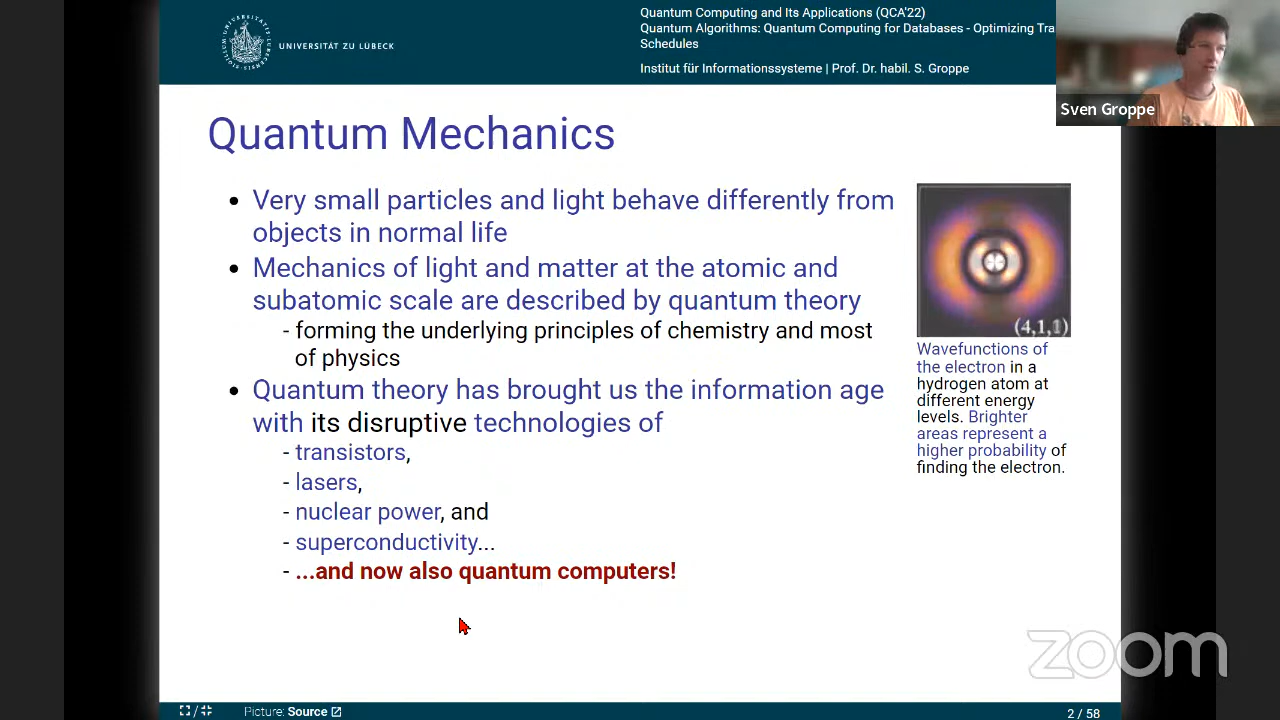 UNIVERSITÄT ZU LÜBECK
Quantum Computing and Its Applications (QCA'22)
Quantum Algorithms: Quantum Computing for Databases - Optimizing Tra
Schedules
Institut für Informationssysteme | Prof. Dr. habil. S. Groppe
Sven Groppe
Quantum Mechanics
• Very small particles and light behave differently from
objects in normal life
• Mechanics of light and matter at the atomic and
subatomic scale are described by quantum theory
- forming the underlying principles of chemistry and most
of physics
• Quantum theory has brought us the information age
with its disruptive technologies of
- transistors,
- lasers,
- nuclear power, and
- superconductivity...
- ...and now also quantum computers!
(4,1,1)
Wavefunctions of
the electron in a
hydrogen atom at
different energy
levels. Brighter
areas represent a
higher probability of
finding the electron.
zoom
Picture: Source
2 / 58